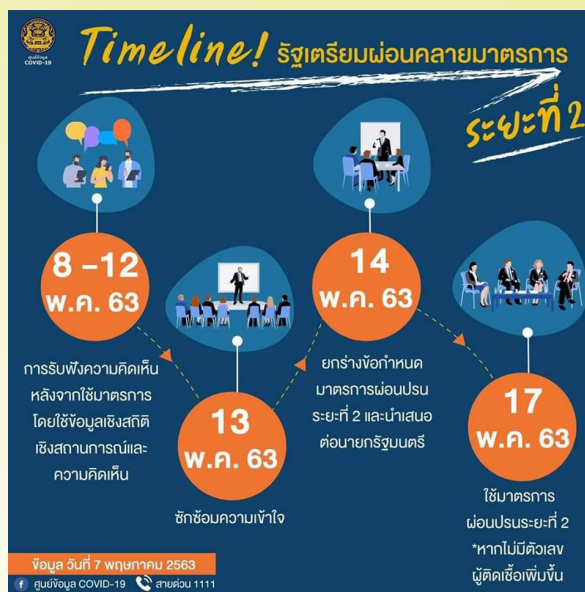 ศูนย์ข้อมูล
COVID-19
Timeline! รัฐเตรียมผ่อนคลายมาตรการ
ระยะที่ 2
8 -12
พ.ค. 63
การรับฟังความคิดเห็น
หลังจากใช้มาตรการ
โดยใช้ข้อมูลเชิงสถิติ
เชิงสถานการณ์และ
ความคิดเห็น
13
พ.ค. 63
ซักซ้อมความเข้าใจ
14
พ.ค. 63
ยกร่างข้อกำหนด
มาตรการผ่อนปรน
ระยะที่ 2 และนำเสนอ
ต่อนายกรัฐมนตรี
17
พ.ค. 63
ใช้มาตรการ
ผ่อนปรนระยะที่ 2
*หากไม่มีตัวเลข
ผู้ติดเชื้อเพิ่มขึ้น
ข้อมูล วันที่ 7 พฤษภาคม 2563
ศูนย์ข้อมูล COVID-19 สายด่วน 1111